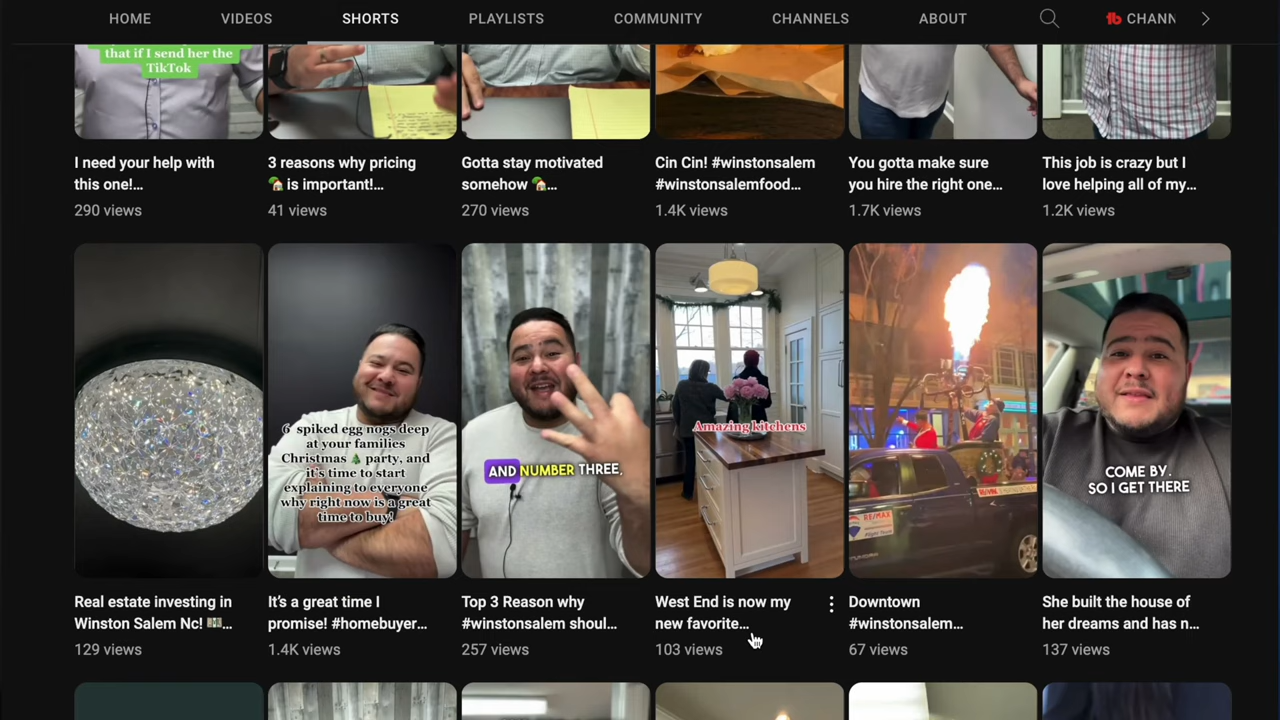 HOME VIDEOS SHORTS PLAYLISTS COMMUNITY CHANNELS ABOUT CHANN
that if I send her the
TikTok
I need your help with
this one!...
290 views
3 reasons why pricing
🏡 is important!...
41 views
Gotta stay motivated
somehow 🏡...
270 views
Cin Cin! #winstonsalem
#winstonsalemfood...
1.4K views
You gotta make sure
you hire the right one...
1.7K views
This job is crazy but I
love helping all of my...
1.2K views
6 spiked egg nogs deep
at your families
Christmas 🎄 party, and
it's time to start
explaining to everyone
why right now is a great
time to buy!
AND NUMBER THREE,
Amazing kitchens
RE/MAX
COME BY.
SO I GET THERE
Real estate investing in
Winston Salem Nc! 💵...
129 views
It's a great time I
promise! #homebuyer...
1.4K views
Top 3 Reason why
#winstonsalem shoul...
257 views
West End is now my
new favorite...
103 views
Downtown
#winstonsalem...
67 views
She built the house of
her dreams and has n...
137 views